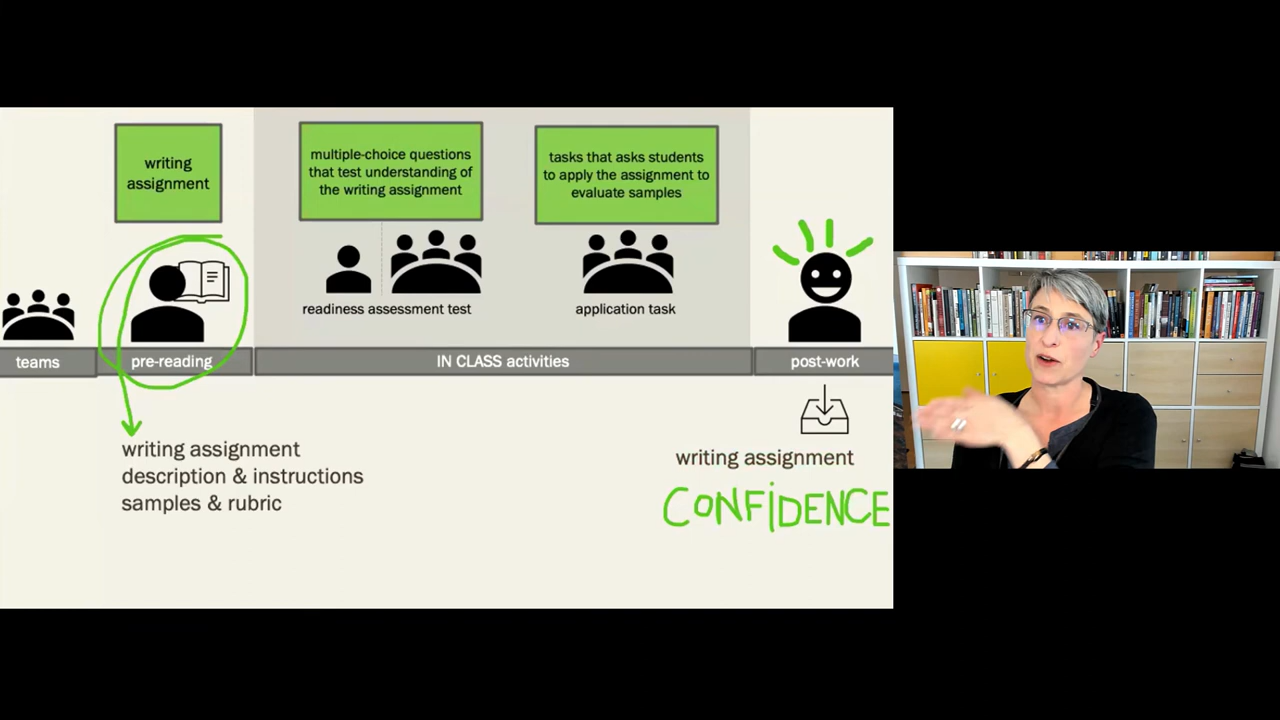 writing
assignment
multiple-choice questions
that test understanding of
the writing assignment
tasks that asks students
to apply the assignment to
evaluate samples
readiness assessment test
application task
teams
pre-reading
IN CLASS activities
post-work
writing assignment
description & instructions
samples & rubric
writing assignment
CONFiDENCE